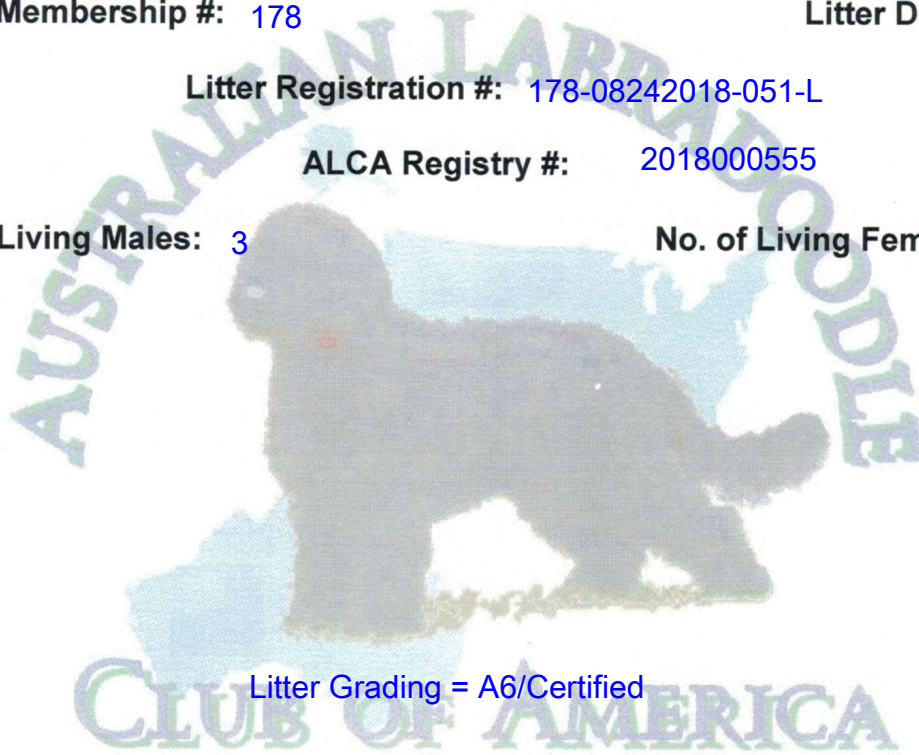 Membership #: 178 Litter D
Litter Registration #: 178-08242018-051-L
ALCA Registry #: 2018000555
Living Males: 3 No. of Living Fem
AUSTRALIAN LABRADOODLE
Litter Grading = A6/Certified
CLUB OF AMERICA